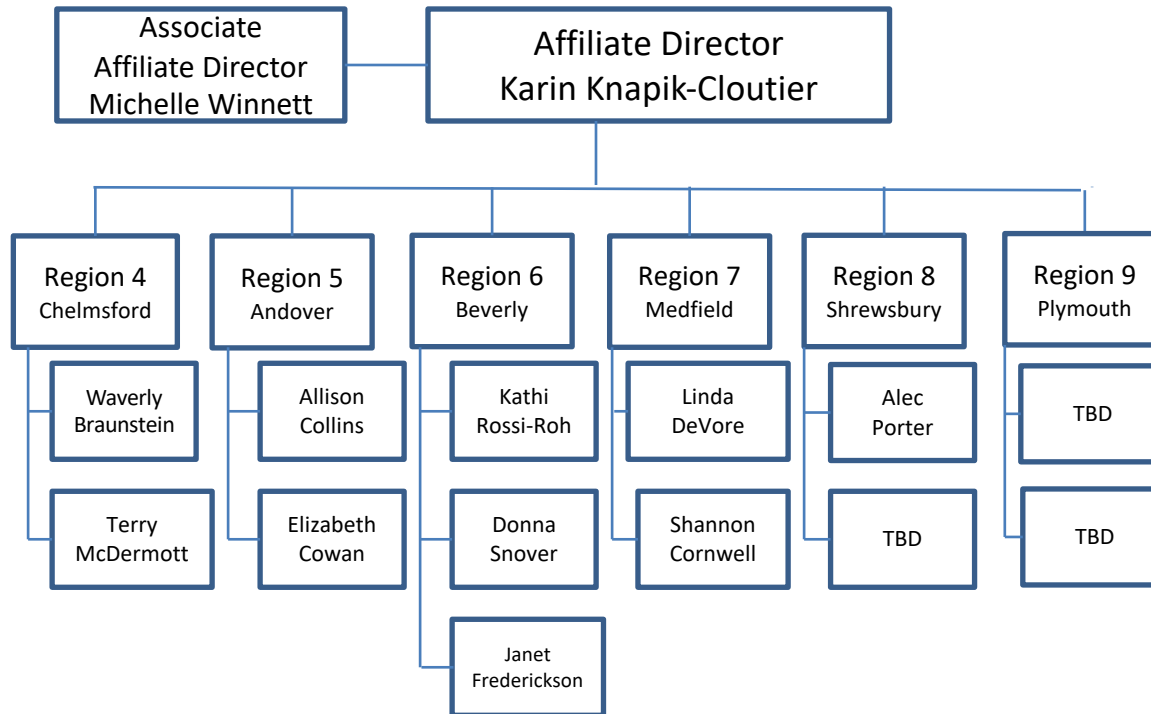 Associate
Affiliate Director
Michelle Winnett
Affiliate Director
Karin Knapik-Cloutier
Region 4
Chelmsford
Region 5
Andover
Region 6
Beverly
Region 7
Medfield
Region 8
Shrewsbury
Region 9
Plymouth
Waverly
Braunstein
Allison
Collins
Kathi
Rossi-Roh
Linda
DeVore
Alec
Porter
TBD
Terry
McDermott
Elizabeth
Cowan
Donna
Snover
Shannon
Cornwell
TBD
TBD
Janet
Frederickson